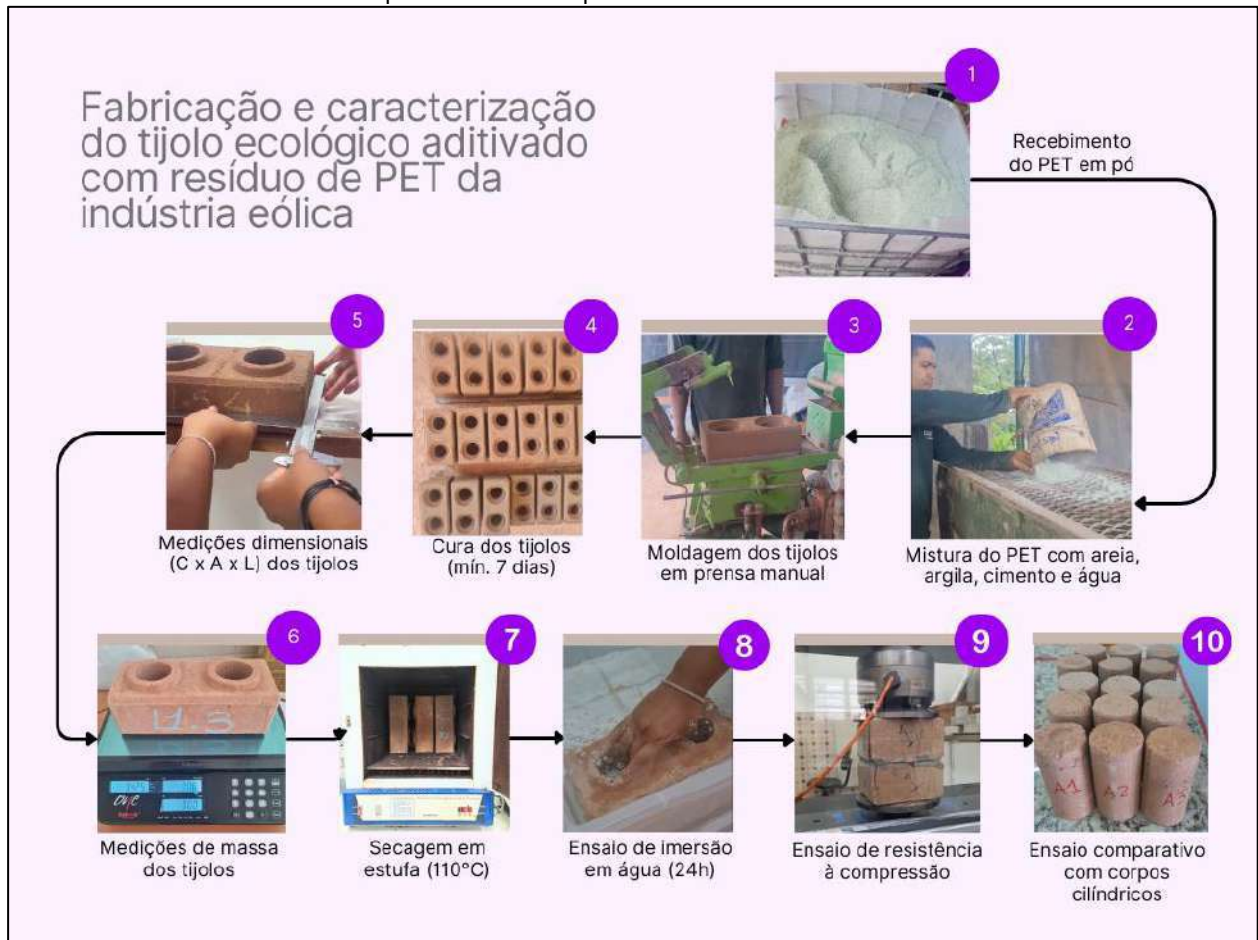 Fabricação e caracterização
do tijolo ecológico aditivado
com resíduo de PET da
indústria eólica
1
Recebimento
do PET em pó
2
Mistura do PET com areia,
argila, cimento e água
3
Moldagem dos tijolos
em prensa manual
4
Cura dos tijolos
(mín. 7 dias)
5
Medições dimensionais
(C x A x L) dos tijolos
6
Medições de massa
dos tijolos
7
Secagem em
estufa (110°C)
8
Ensaio de imersão
em água (24h)
9
Ensaio de resistência
à compressão
10
A1
A2
A3
Ensaio comparativo
com corpos
cilíndricos